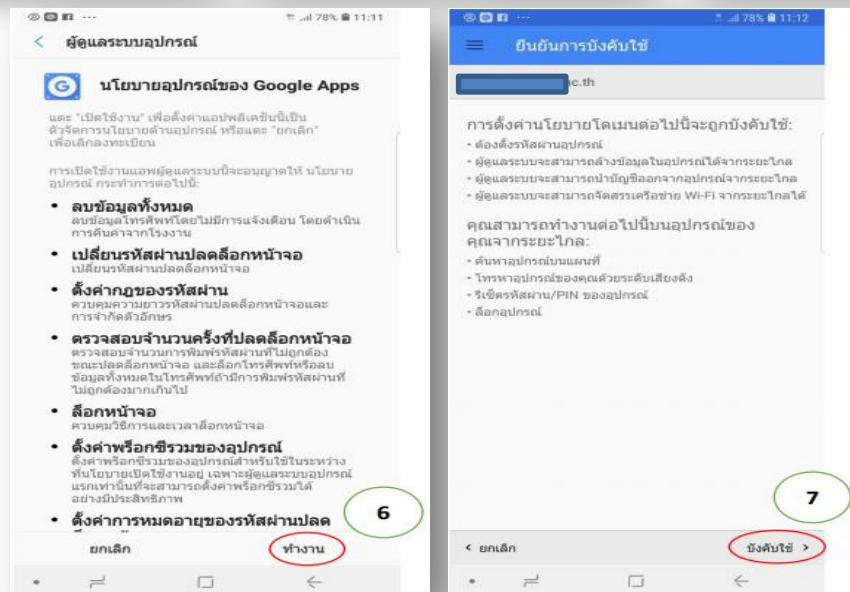 78% 11:11
ผู้ดูแลระบบอุปกรณ์
นโยบายอุปกรณ์ของ Google Apps
แตะ "เปิดใช้งาน" เพื่อตั้งค่าแอปพลิเคชันนี้เป็น
ตัวจัดการนโยบายด้านอุปกรณ์ หรือแตะ "ยกเลิก"
เพื่อเลิกลงทะเบียน
การเปิดใช้งานแอพผู้ดูแลระบบนี้จะอนุญาตให้ นโยบาย
อุปกรณ์ กระทำการต่อไปนี้:
• ลบข้อมูลทั้งหมด
ลบข้อมูลโทรศัพท์โดยไม่มีการแจ้งเตือน โดยดำเนิน
การคืนค่าจากโรงงาน
• เปลี่ยนรหัสผ่านปลดล็อกหน้าจอ
เปลี่ยนรหัสผ่านปลดล็อกหน้าจอ
• ตั้งค่ากฎของรหัสผ่าน
ควบคุมความยาวรหัสผ่านปลดล็อกหน้าจอและ
การจำกัดตัวอักษร
• ตรวจสอบจำนวนครั้งที่ปลดล็อกหน้าจอ
ตรวจสอบจำนวนการพิมพ์รหัสผ่านที่ไม่ถูกต้อง
ขณะปลดล็อกหน้าจอ และล็อกโทรศัพท์หรือลบ
ข้อมูลทั้งหมดในโทรศัพท์ถ้ามีการพิมพ์รหัสผ่านที่
ไม่ถูกต้องมากเกินไป
• ล็อกหน้าจอ
ควบคุมวิธีการและเวลาล็อกหน้าจอ
• ตั้งค่าพร็อกซีรวมของอุปกรณ์
ตั้งค่าพร็อกซีรวมของอุปกรณ์สำหรับใช้ในระหว่าง
ที่นโยบายเปิดใช้งานอยู่ เฉพาะผู้ดูแลระบบอุปกรณ์
แรกเท่านั้นที่จะสามารถตั้งค่าพร็อกซีรวมได้
อย่างมีประสิทธิภาพ
• ตั้งค่าการหมดอายุของรหัสผ่านปลด
6
ยกเลิก ทำงาน
78% 11:12
ยืนยันการบังคับใช้
c.th
การตั้งค่านโยบายโดเมนต่อไปนี้จะถูกบังคับใช้:
- ต้องตั้งรหัสผ่านอุปกรณ์
- ผู้ดูแลระบบจะสามารถล้างข้อมูลในอุปกรณ์ได้จากระยะไกล
- ผู้ดูแลระบบจะสามารถนำบัญชีออกจากอุปกรณ์จากระยะไกล
- ผู้ดูแลระบบจะสามารถจัดสรรเครือข่าย Wi-Fi จากระยะไกลได้
คุณสามารถทำงานต่อไปนี้บนอุปกรณ์ของ
คุณจากระยะไกล:
- ค้นหาอุปกรณ์บนแผนที่
- โทรหาอุปกรณ์ของคุณด้วยระดับเสียงดัง
- รีเซ็ตรหัสผ่าน/PIN ของอุปกรณ์
- ล็อกอุปกรณ์
7
< ยกเลิก บังคับใช้ >